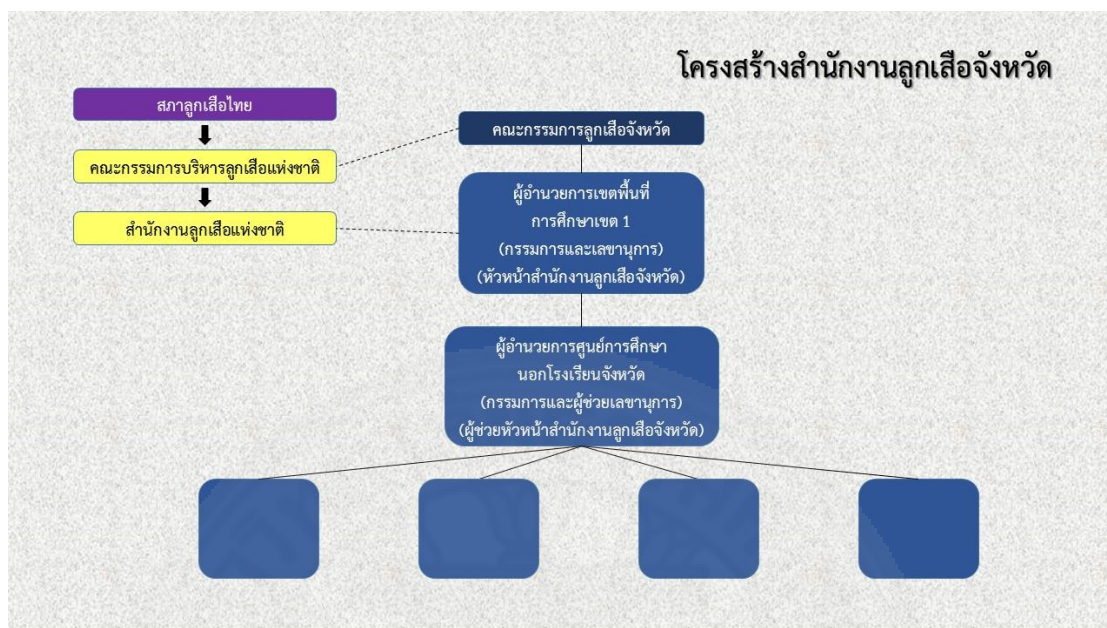 โครงสร้างสำนักงานลูกเสือจังหวัด
สภาลูกเสือไทย
คณะกรรมการบริหารลูกเสือแห่งชาติ
สำนักงานลูกเสือแห่งชาติ
คณะกรรมการลูกเสือจังหวัด
ผู้อำนวยการเขตพื้นที่
การศึกษาเขต 1
(กรรมการและเลขานุการ)
(หัวหน้าสำนักงานลูกเสือจังหวัด)
ผู้อำนวยการศูนย์การศึกษา
นอกโรงเรียนจังหวัด
(กรรมการและผู้ช่วยเลขานุการ)
(ผู้ช่วยหัวหน้าสำนักงานลูกเสือจังหวัด)